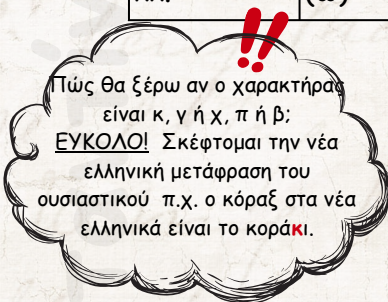 (ω)
Πώς θα ξέρω αν ο χαρακτήρας
είναι κ, γ ή χ, π ή β;
ΕΥΚΟΛΟ! Σκέφτομαι την νέα
ελληνική μετάφραση του
ουσιαστικού π.χ. ο κόραξ στα νέα
ελληνικά είναι το κοράκι.